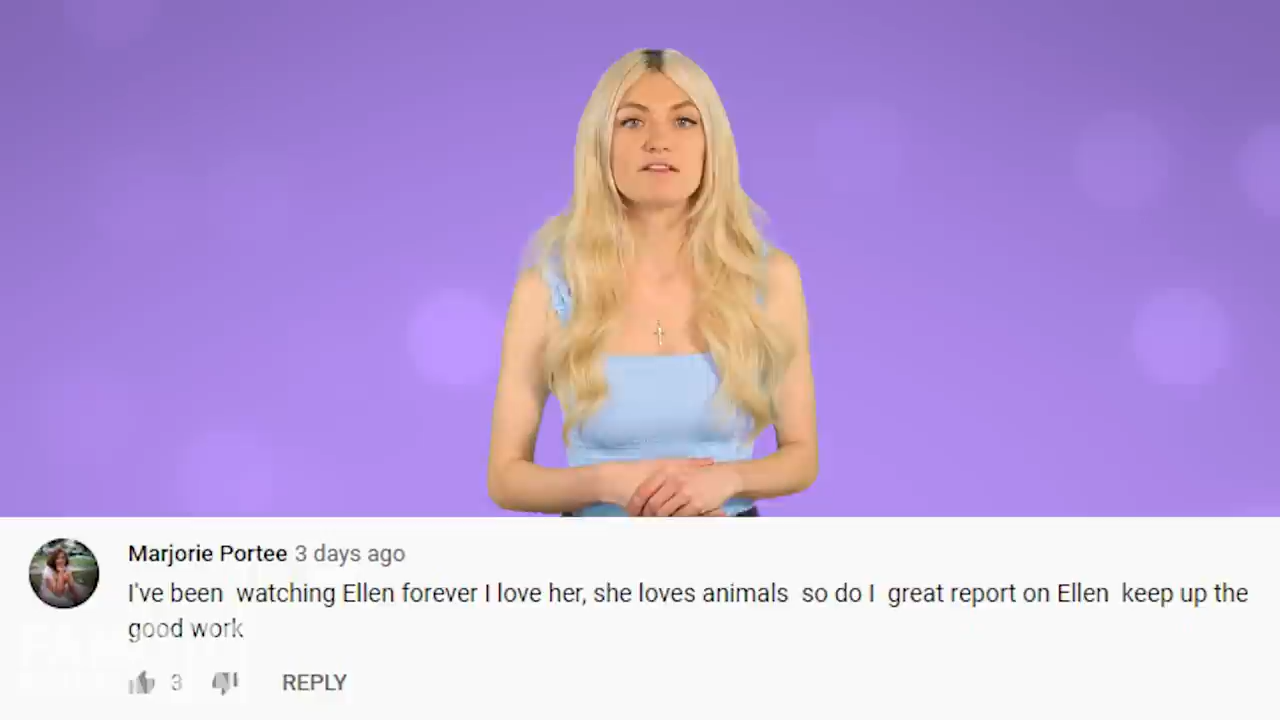 Marjorie Portee 3 days ago
I've been  watching Ellen forever I love her, she loves animals  so do I  great report on Ellen  keep up the
good work
3
REPLY